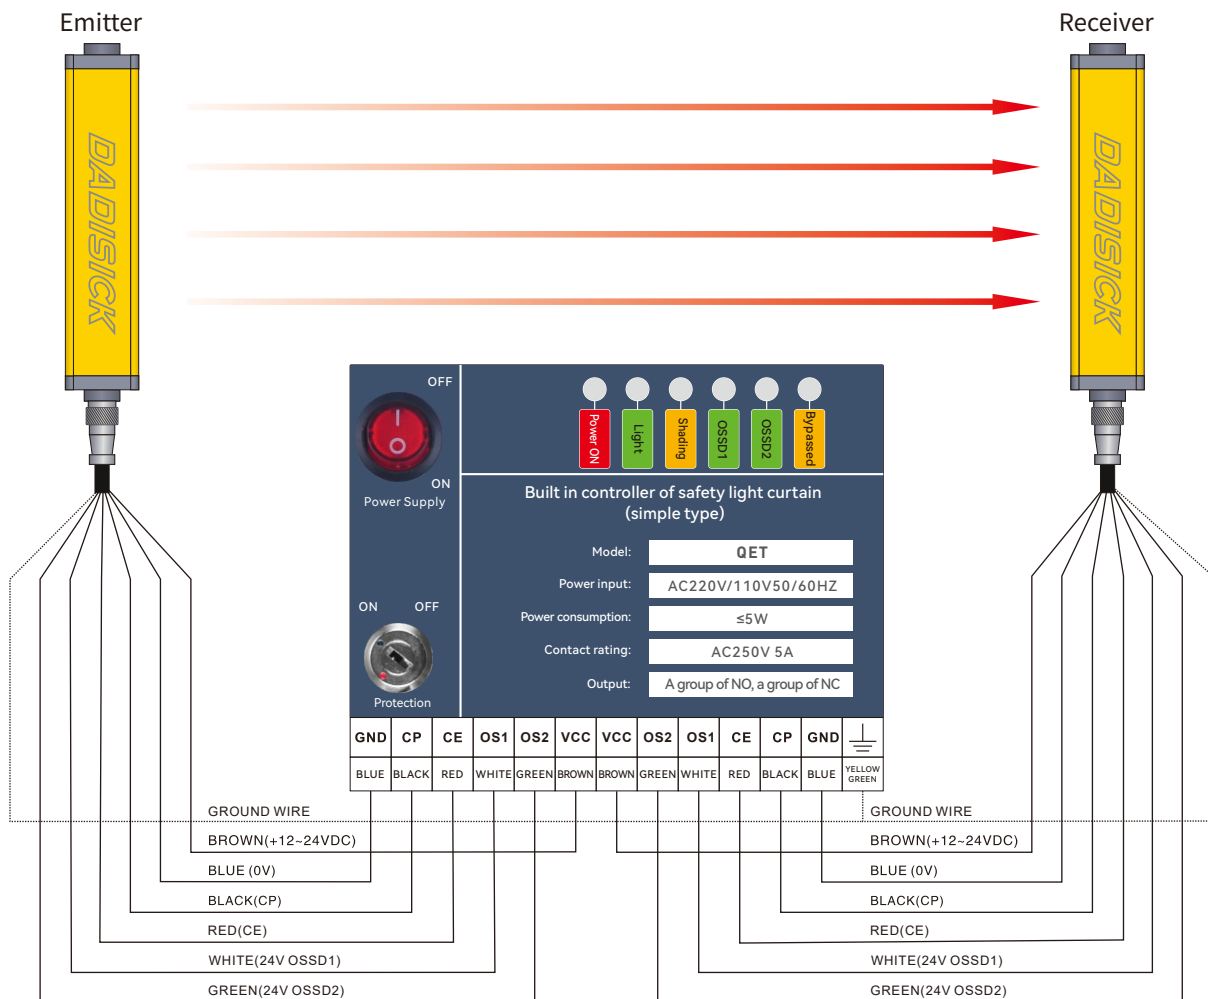 Emitter
Receiver
DADISICK
DADISICK
OFF
ON
Power Supply
ON
OFF
Protection
Power ON
Light
Shading
OSSD1
OSSD2
Bypassed
Built in controller of safety light curtain
(simple type)
Model: QET
Power input: AC220V/110V50/60HZ
Power consumption: ≤5W
Contact rating: AC250V 5A
Output: A group of NO, a group of NC
GND CP CE OS1 OS2 VCC VCC OS2 OS1 CE CP GND
BLUE BLACK RED WHITE GREEN BROWN BROWN GREEN WHITE RED BLACK BLUE YELLOW
GREEN
GROUND WIRE
BROWN(+12~24VDC)
BLUE (0V)
BLACK(CP)
RED(CE)
WHITE(24V OSSD1)
GREEN(24V OSSD2)
GROUND WIRE
BROWN(+12~24VDC)
BLUE (0V)
BLACK(CP)
RED(CE)
WHITE(24V OSSD1)
GREEN(24V OSSD2)